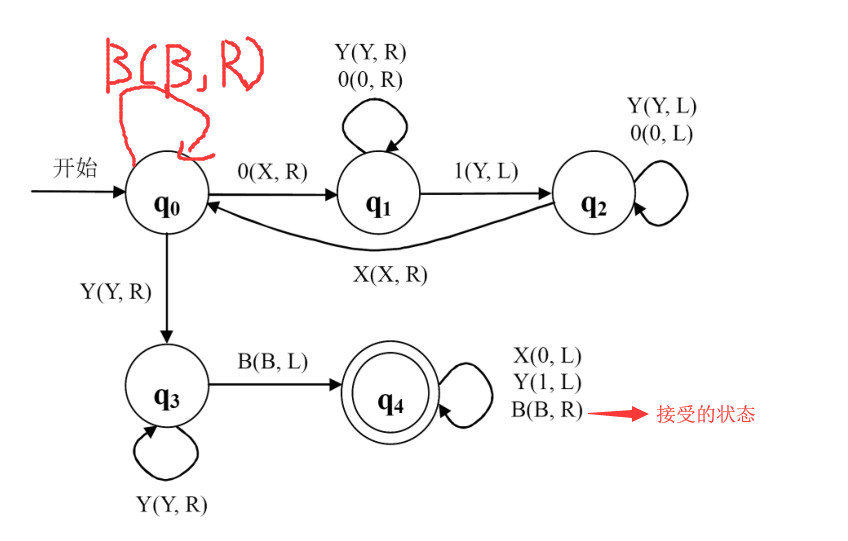 B(B,R)
Y(Y, R)
0(0, R)
Y(Y, L)
0(0, L)
开始
0(X, R)
1(Y, L)
q0
q1
q2
X(X, R)
Y(Y, R)
B(B, L)
X(0, L)
Y(1, L)
B(B, R)
接受的状态
q3
q4
Y(Y, R)